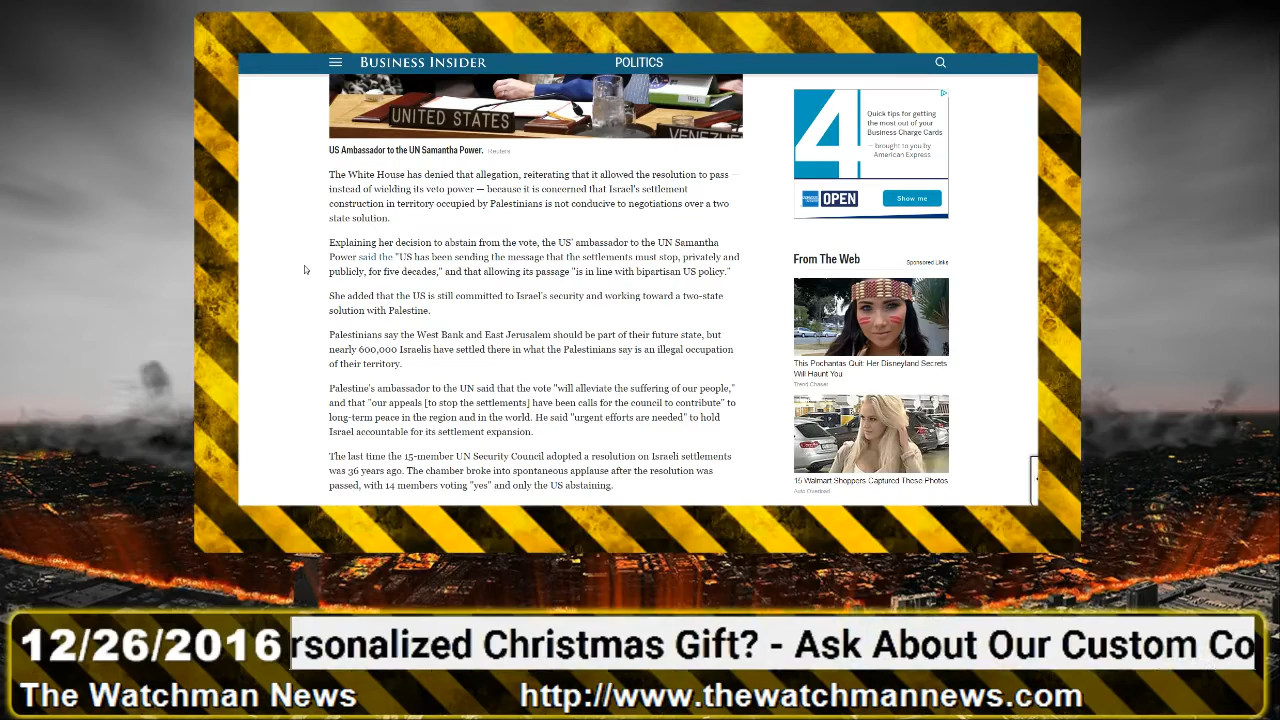 BUSINESS INSIDER
POLITICS
UNITED STATES
US Ambassador to the UN Samantha Power. Reuters
The White House has denied that allegation, reiterating that it allowed the resolution to pass —
instead of wielding its veto power — because it is concerned that Israel's settlement
construction in territory occupied by Palestinians is not conducive to negotiations over a two
state solution.
Explaining her decision to abstain from the vote, the US' ambassador to the UN Samantha
Power said the "US has been sending the message that the settlements must stop, privately and
publicly, for five decades," and that allowing its passage "is in line with bipartisan US policy."
She added that the US is still committed to Israel's security and working toward a two-state
solution with Palestine.
Palestinians say the West Bank and East Jerusalem should be part of their future state, but
nearly 600,000 Israelis have settled there in what the Palestinians say is an illegal occupation
of their territory.
Palestine's ambassador to the UN said that the vote "will alleviate the suffering of our people,"
and that "our appeals [to stop the settlements] have been calls for the council to contribute" to
long-term peace in the region and in the world. He said "urgent efforts are needed" to hold
Israel accountable for its settlement expansion.
The last time the 15-member UN Security Council adopted a resolution on Israeli settlements
was 36 years ago. The chamber broke into spontaneous applause after the resolution was
passed, with 14 members voting "yes" and only the US abstaining.
4
Quick tips for getting
the most out of your
Business Charge Cards
— brought to you by
American Express
OPEN
Show me
From The Web
Sponsored Links
This Pochantas Quit: Her Disneyland Secrets
Will Haunt You
Trend Chaser
15 Walmart Shoppers Captured These Photos
Auto Overload
12/26/2016
rsonalized Christmas Gift? - Ask About Our Custom Co
The Watchman News
http://www.thewatchmannews.com